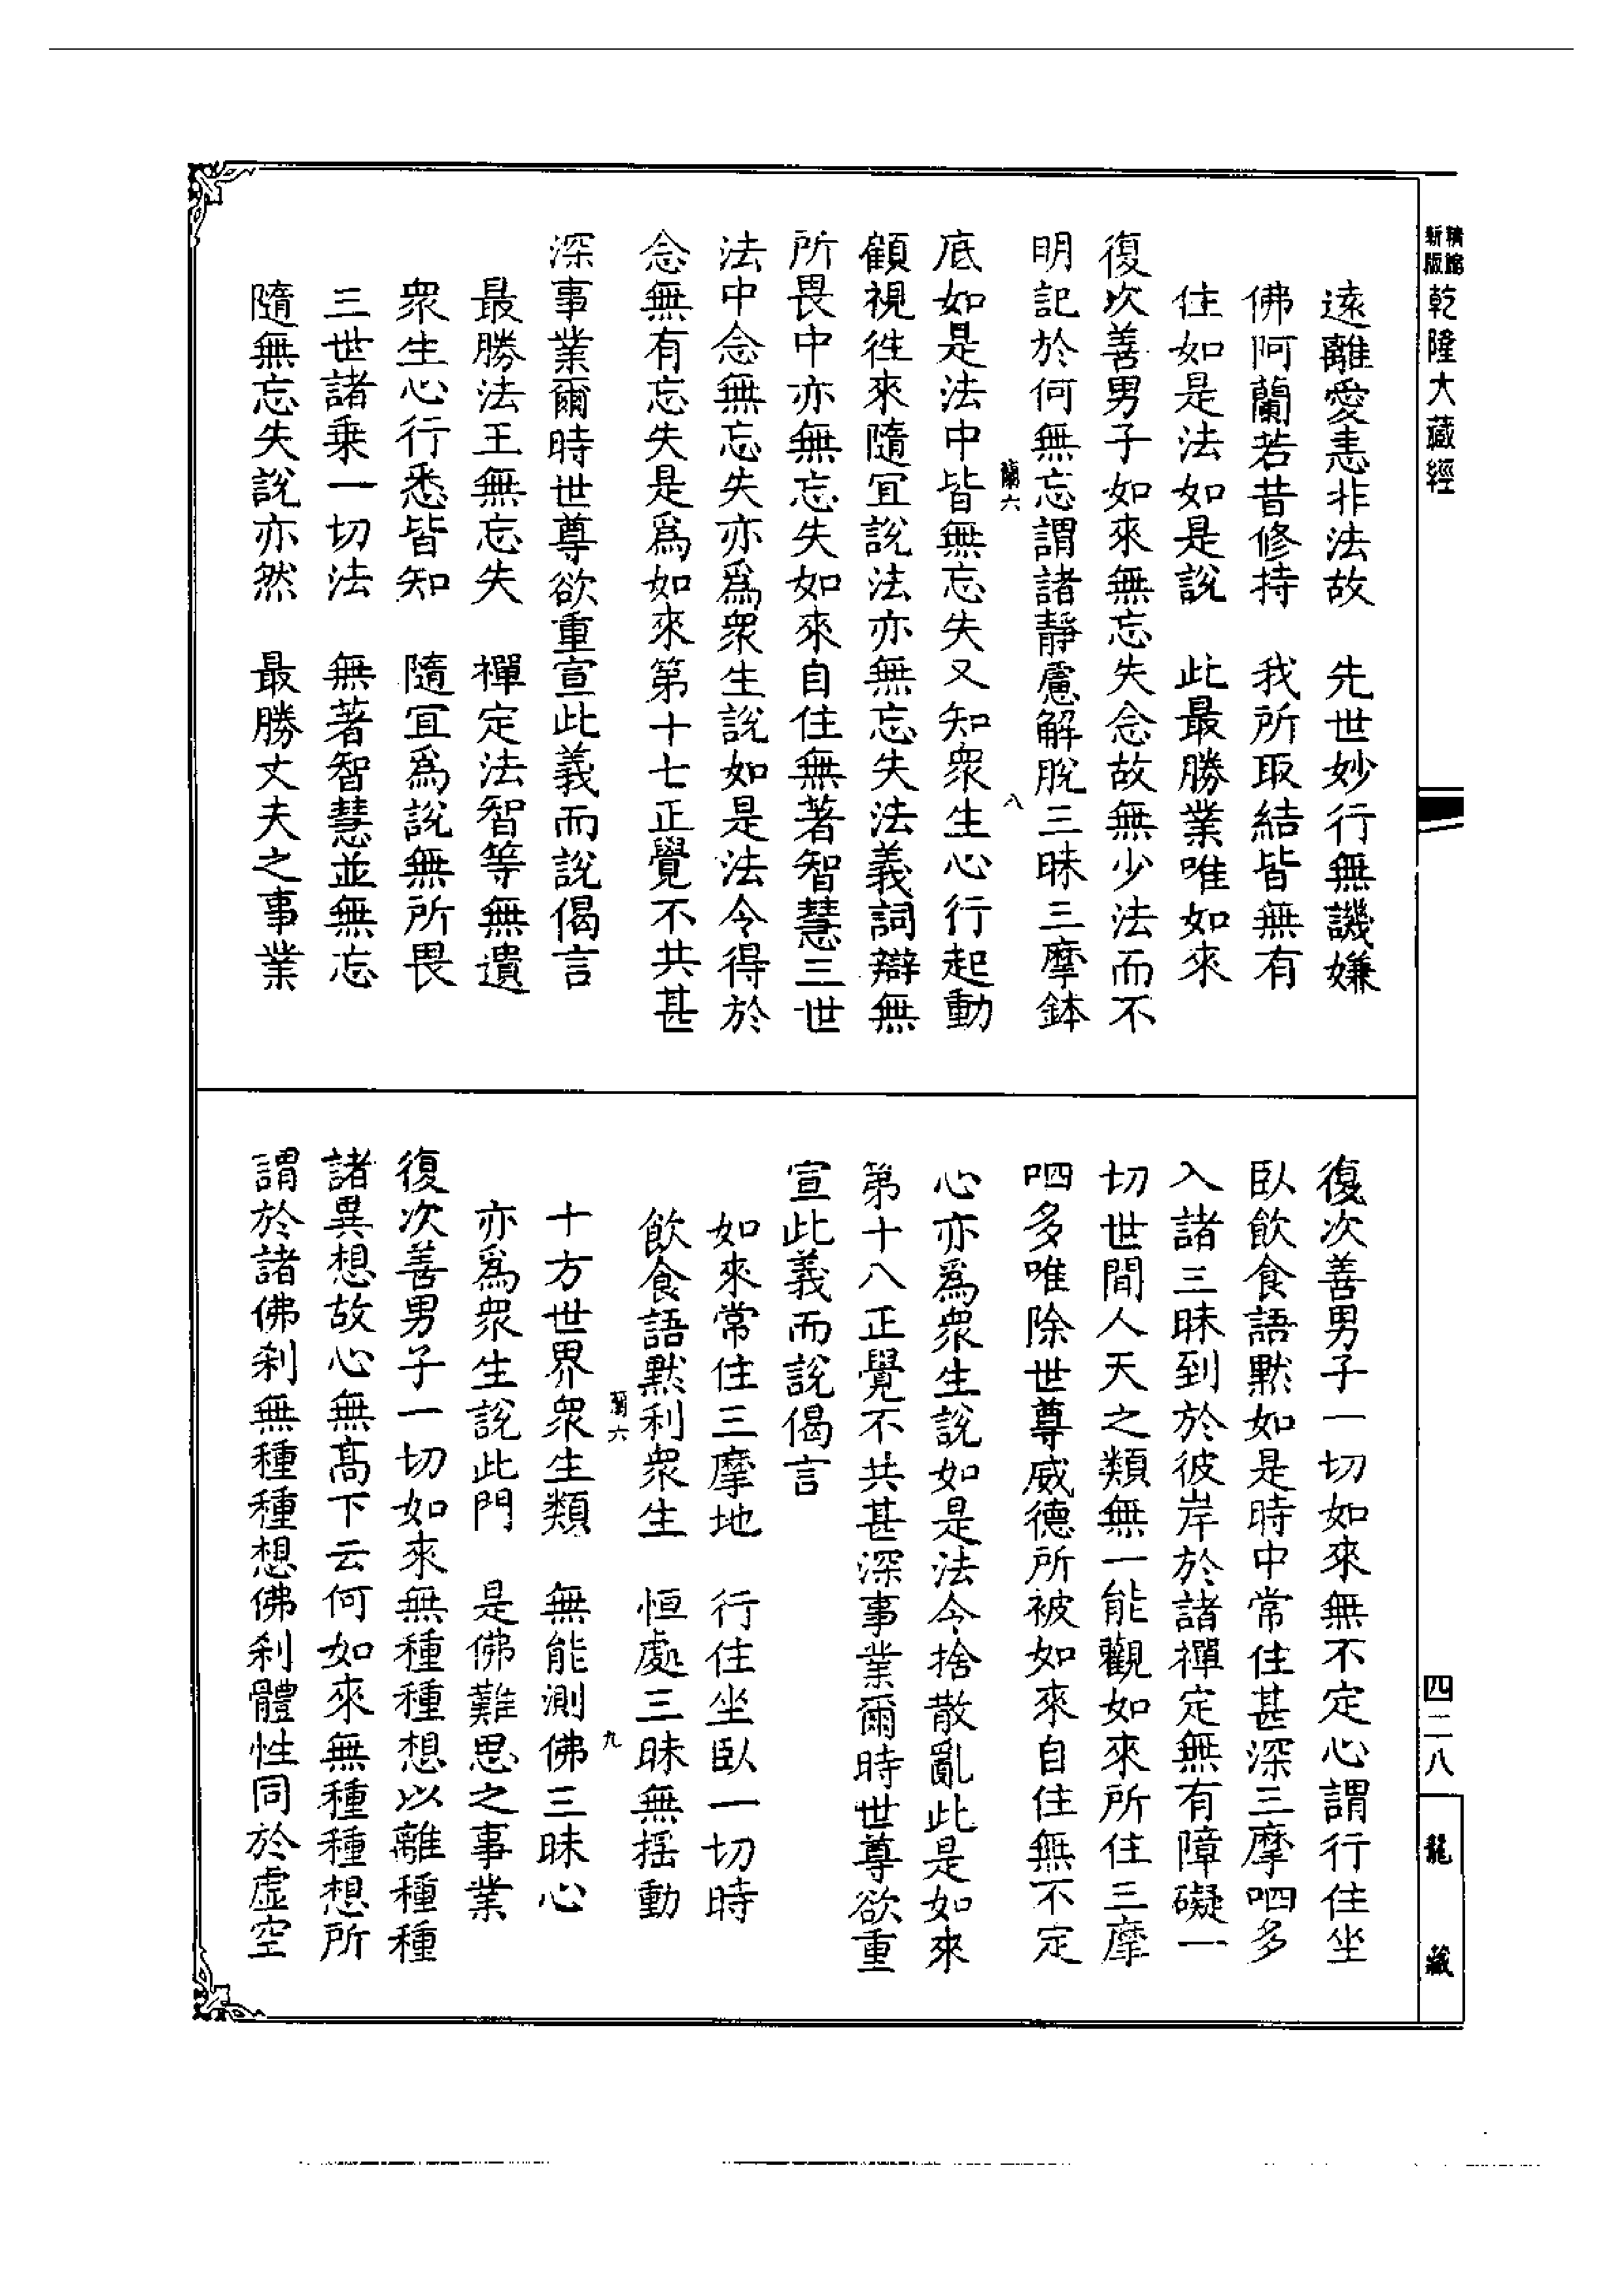 精縮新版乾隆大藏經
遠離愛恚非法故　先世妙行無譏嫌
佛阿蘭若昔修持　我所取結皆無有
住如是法如是說　此最勝業唯如來
復次善男子如來無忘失念故無少法而不
明記於何無忘謂諸靜慮解脫三昧三摩鉢
蘭六　八
底如是法中皆無忘失又知衆生心行起動
顧視徃來隨宜說法亦無忘失法義詞辯無
所畏中亦無忘失如來自住無著智慧三世
法中念無忘失亦爲衆生說如是法令得於
念無有忘失是爲如來第十七正覺不共甚
深事業爾時世尊欲重宣此義而說偈言
最勝法王無忘失　禪定法智等無遺
衆生心行悉皆知　隨宜爲說無所畏
三世諸乗一切法　無著智慧並無忘
隨無忘失說亦然　最勝丈夫之事業
復次善男子一切如來無不定心謂行住坐
臥飲食語默如是時中常住甚深三摩呬多
入諸三昧到於彼岸於諸禪定無有障礙一
切世間人天之類無一能觀如來所住三摩
呬多唯除世尊威德所被如來自住無不定
心亦爲衆生說如是法令捨散亂此是如來
第十八正覺不共甚深事業爾時世尊欲重
宣此義而說偈言
如來常住三摩地　行住坐臥一切時
飲食語默利衆生　恒處三昧無揺動
蘭六　九
十方世界衆生類　無能測佛三昧心
亦爲衆生說此門　是佛難思之事業
復次善男子一切如來無種種想以離種種
諸異想故心無髙下云何如來無種種想所
謂於諸佛刹無種種想佛刹體性同於虛空
四二八
龍藏